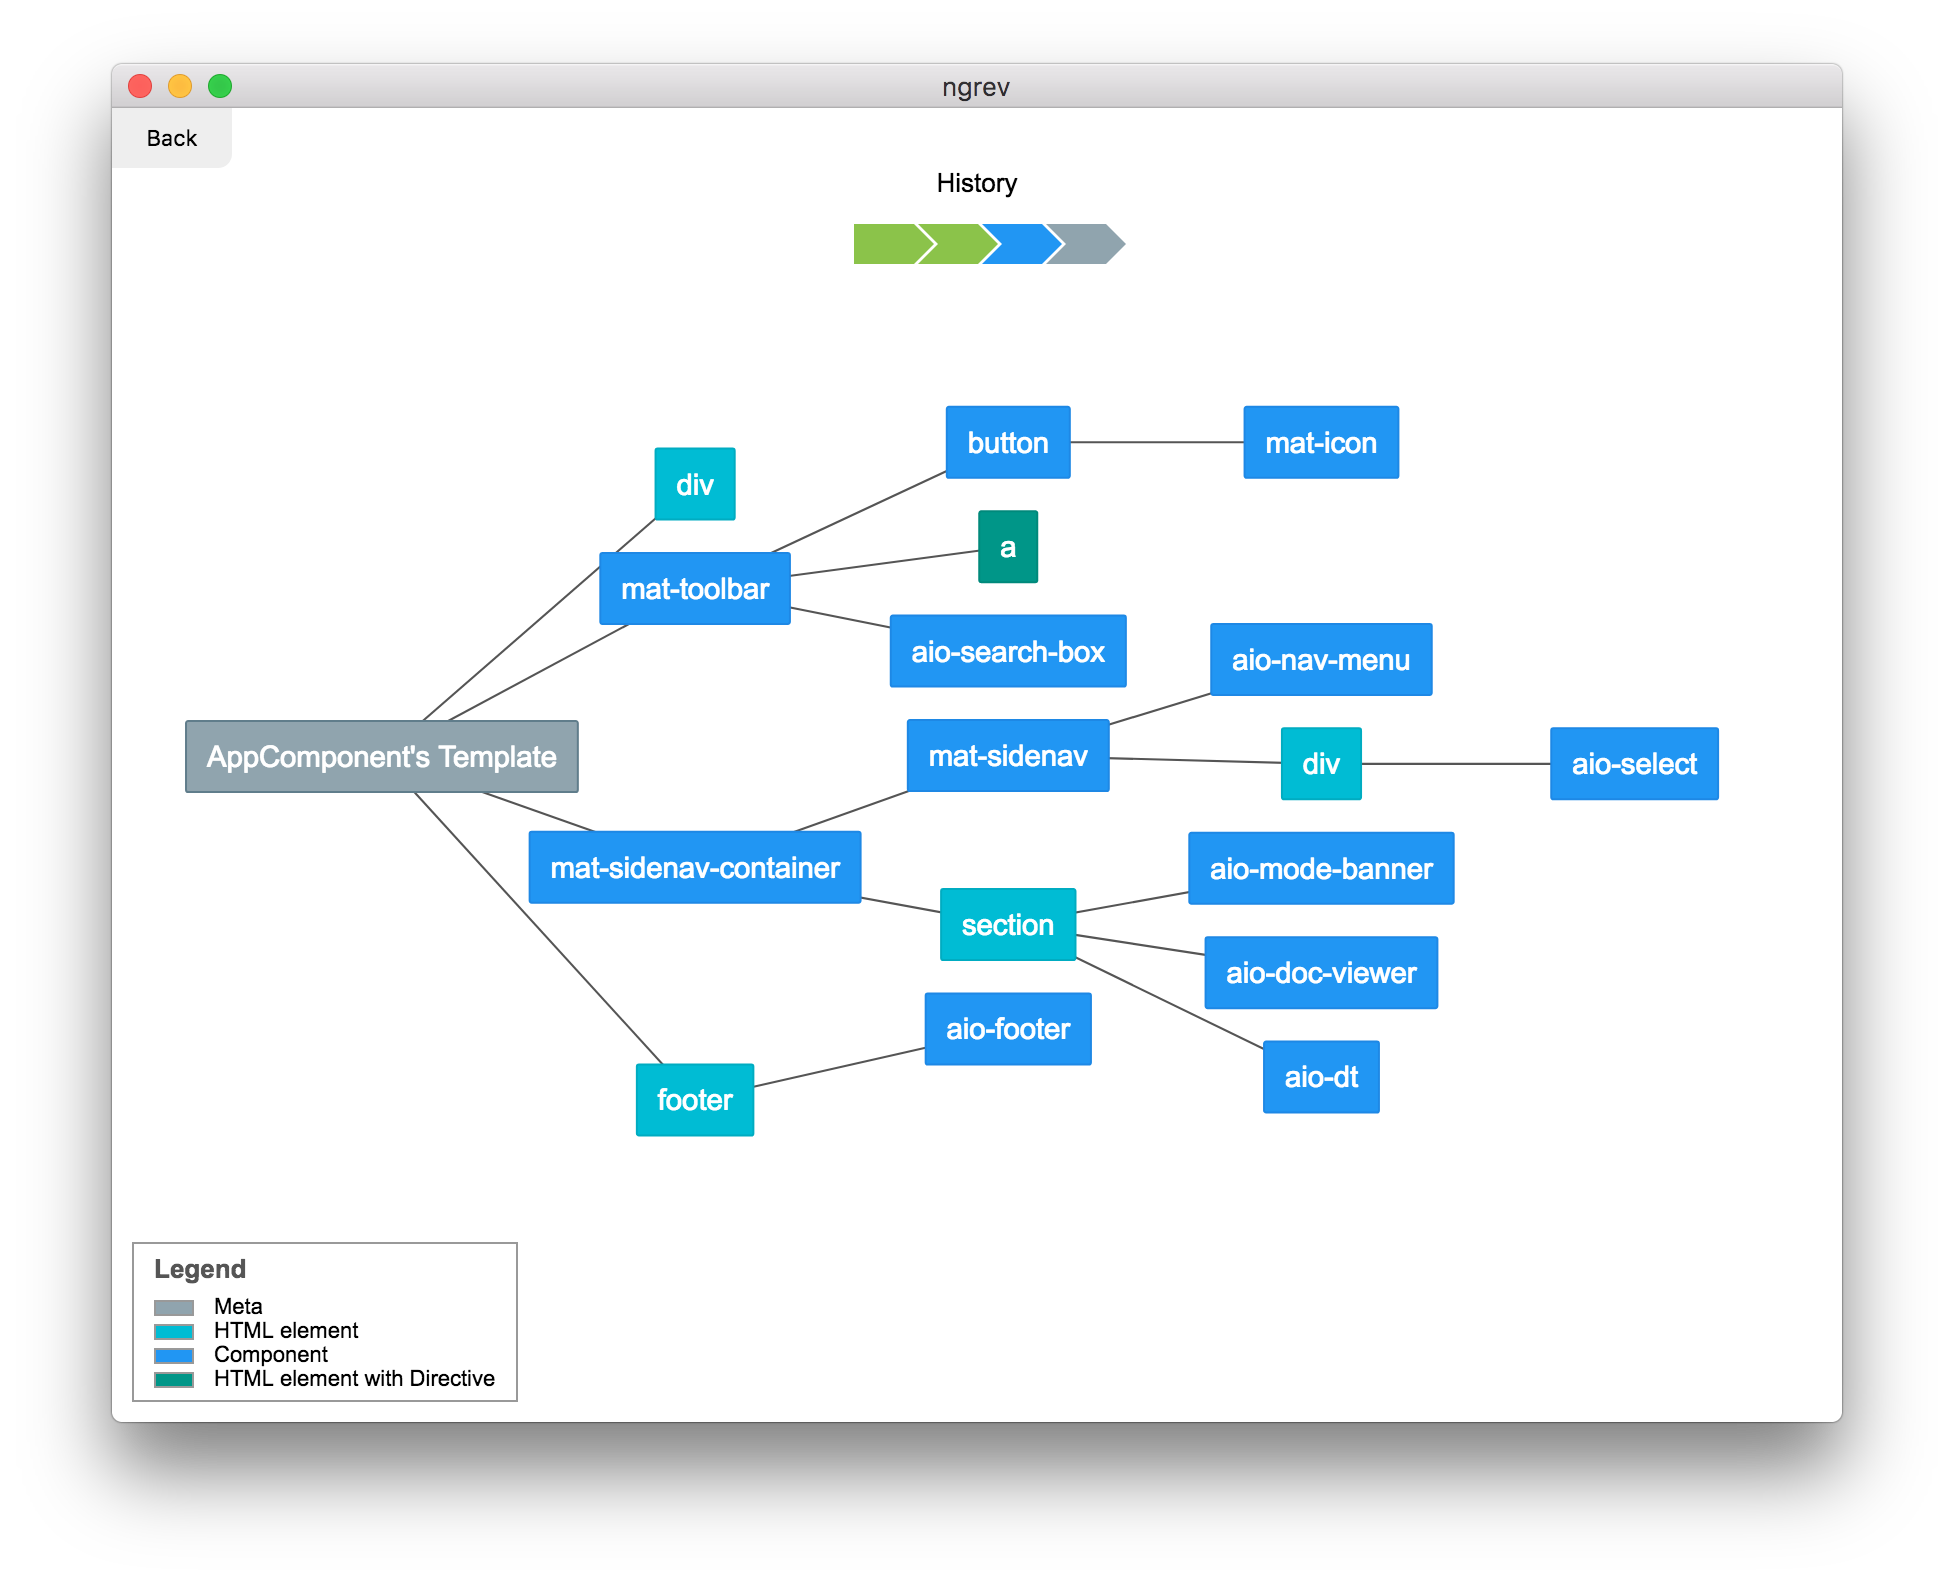 ngrev
Back
History
button
mat-icon
div
a
mat-toolbar
aio-search-box
aio-nav-menu
AppComponent's Template
mat-sidenav
div
aio-select
mat-sidenav-container
aio-mode-banner
section
aio-doc-viewer
aio-footer
aio-dt
footer
Legend
Meta
HTML element
Component
HTML element with Directive